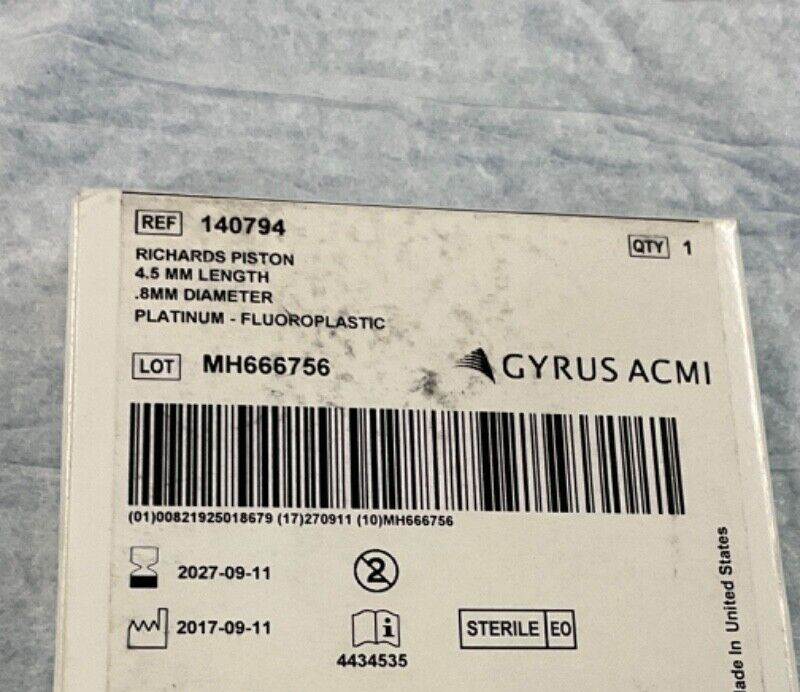 REF 140794
QTY 1
RICHARDS PISTON
4.5 MM LENGTH
.8MM DIAMETER
PLATINUM - FLUOROPLASTIC
LOT MH666756
GYRUS ACMI
(01)00821925018679 (17)270911 (10)MH666756
2027-09-11
2
2017-09-11
i
STERILE EO
4434535
ade In United States